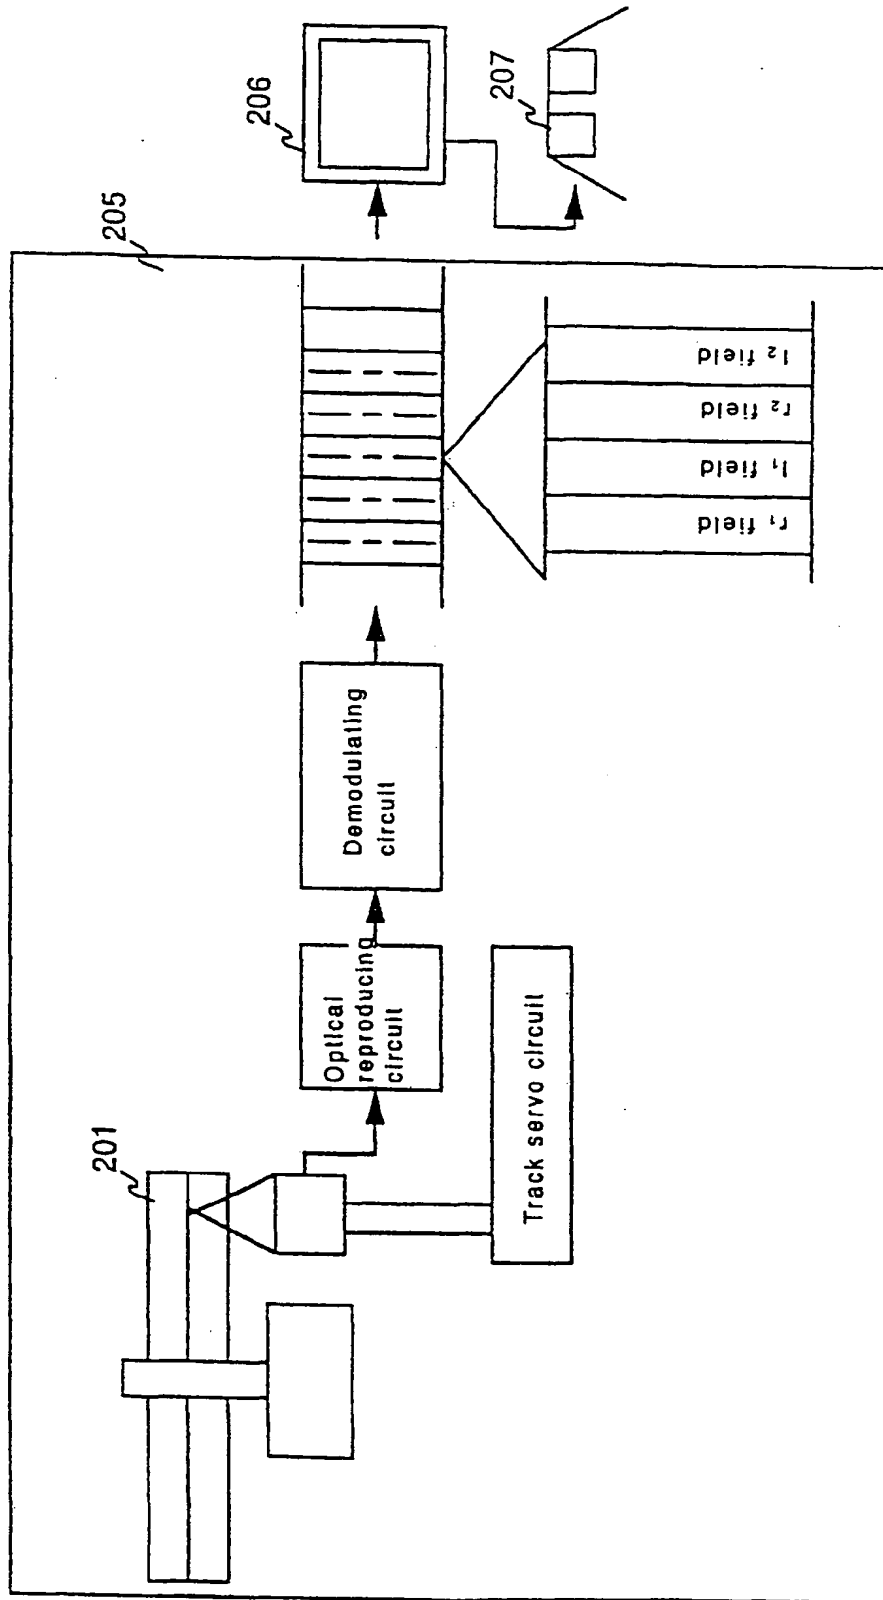 201
Optical
reproducing
circuit
Track servo circuit
Demodulating
circuit
r₁ field
l₁ field
r₂ field
l₂ field
205
206
207